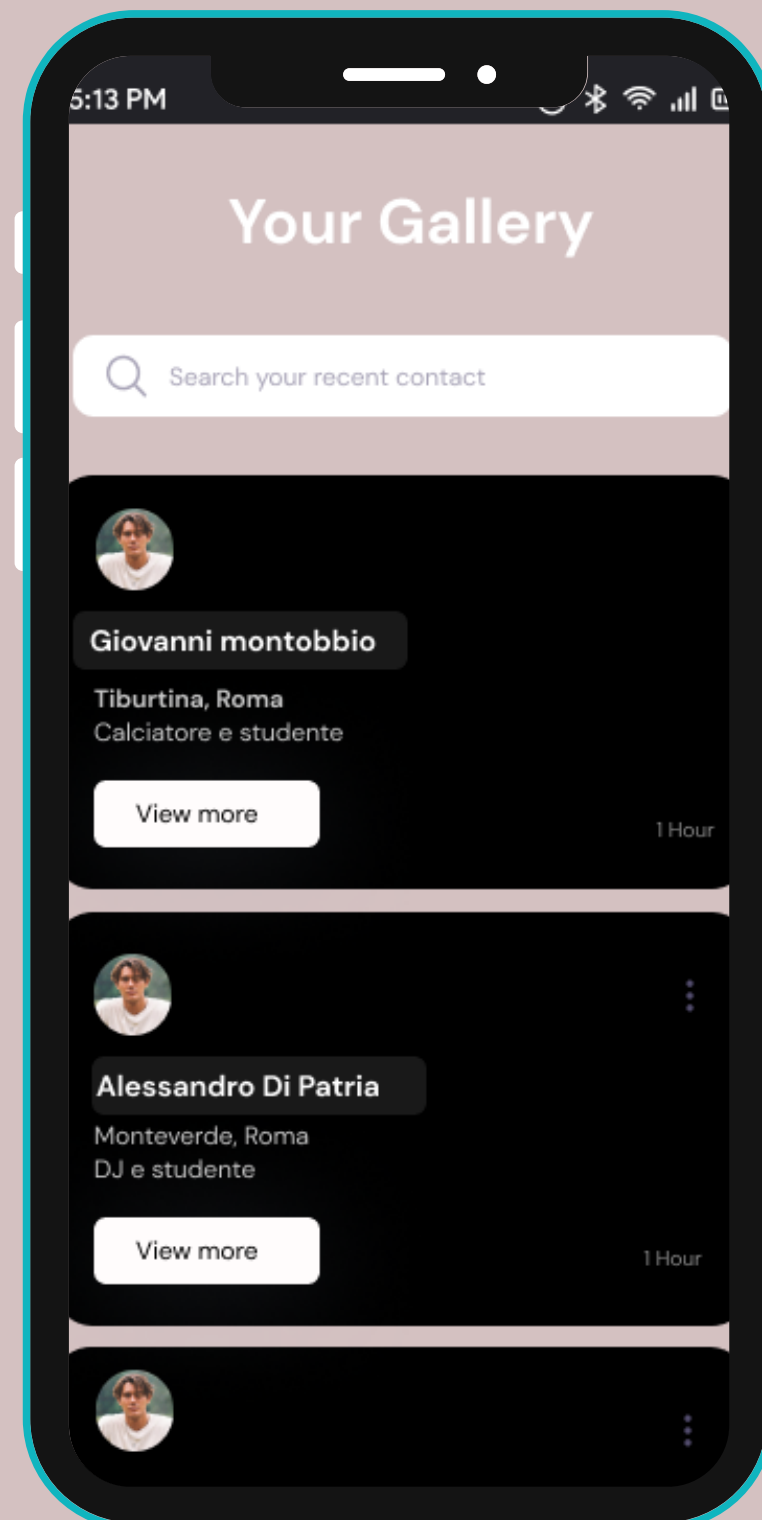 5:13 PM
Your Gallery
Search your recent contact
Giovanni montobbio
Tiburtina, Roma
Calciatore e studente
View more
1 Hour
Alessandro Di Patria
Monteverde, Roma
DJ e studente
View more
1 Hour